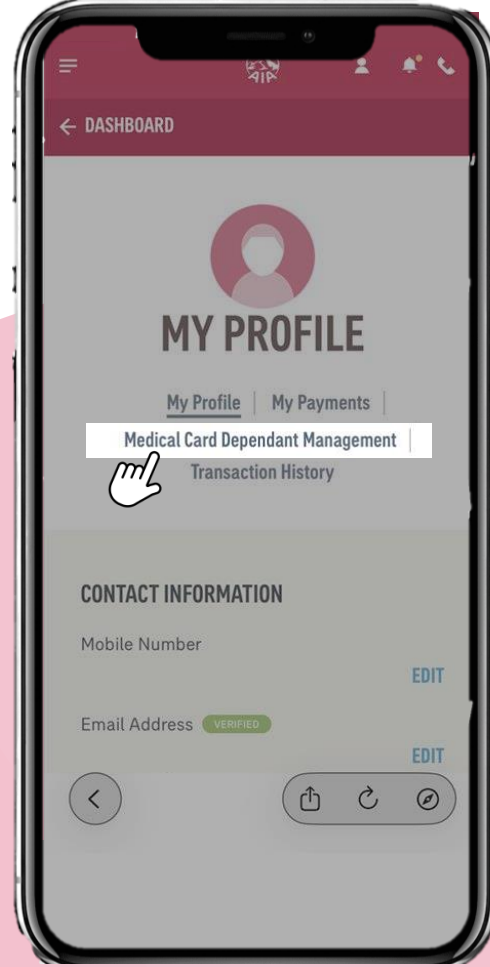 AIA
← DASHBOARD
MY PROFILE
My Profile | My Payments |
Medical Card Dependant Management |
Transaction History
CONTACT INFORMATION
Mobile Number
EDIT
Email Address VERIFIED
EDIT